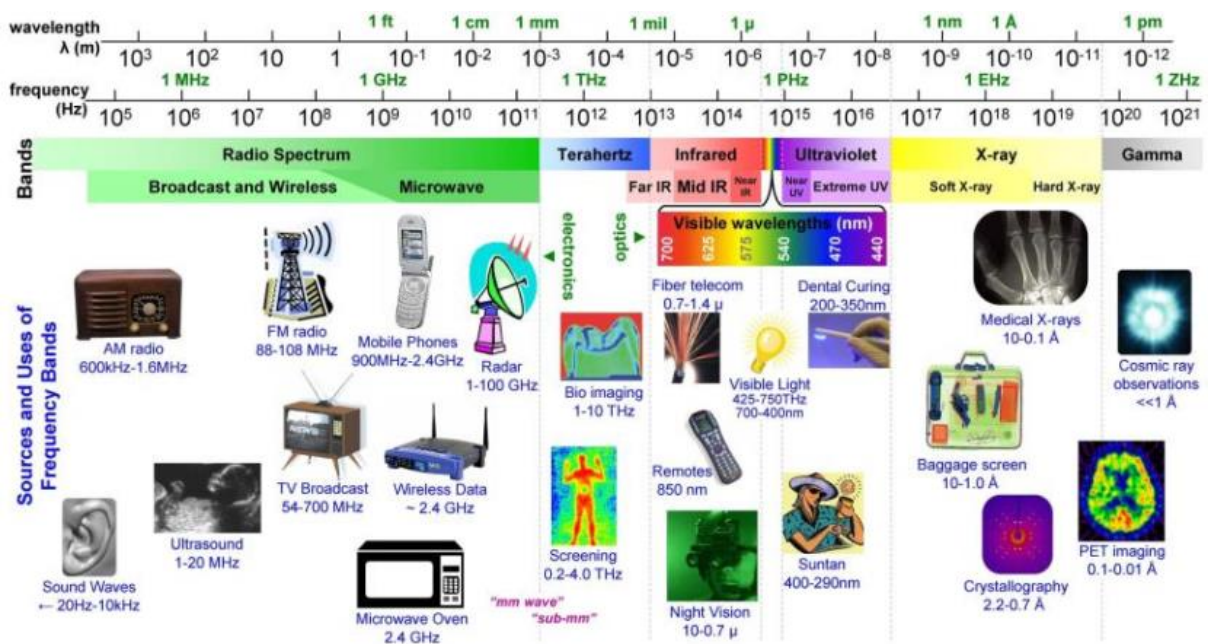 1 ft 1 cm 1 mm 1 mil 1 µ 1 nm 1 Å 1 pm
wavelength
λ (m)
10³ 10² 10 1 10⁻¹ 10⁻² 10⁻³ 10⁻⁴ 10⁻⁵ 10⁻⁶ 10⁻⁷ 10⁻⁸ 10⁻⁹ 10⁻¹⁰ 10⁻¹¹ 10⁻¹²
1 MHz 1 GHz 1 THz 1 PHz 1 EHz 1 ZHz
frequency
(Hz)
10⁵ 10⁶ 10⁷ 10⁸ 10⁹ 10¹⁰ 10¹¹ 10¹² 10¹³ 10¹⁴ 10¹⁵ 10¹⁶ 10¹⁷ 10¹⁸ 10¹⁹ 10²⁰ 10²¹
Bands
Radio Spectrum Terahertz Infrared Ultraviolet X-ray Gamma
Broadcast and Wireless Microwave Far IR Mid IR Near IR Near UV Extreme UV Soft X-ray Hard X-ray
electronics
optics
Visible wavelengths (nm)
700 625 575 540 470 440
Sources and Uses of
Frequency Bands
AM radio
600kHz-1.6MHz
FM radio
88-108 MHz
Mobile Phones
900MHz-2.4GHz
Radar
1-100 GHz
Bio imaging
1-10 THz
Fiber telecom
0.7-1.4 µ
Visible Light
425-750THz
700-400nm
Dental Curing
200-350nm
Medical X-rays
10-0.1 Å
Cosmic ray
observations
<<1 Å
Sound Waves
← 20Hz-10kHz
Ultrasound
1-20 MHz
TV Broadcast
54-700 MHz
Wireless Data
~ 2.4 GHz
Microwave Oven
2.4 GHz
"mm wave"
"sub-mm"
Screening
0.2-4.0 THz
Remotes
850 nm
Night Vision
10-0.7 µ
Suntan
400-290nm
Baggage screen
10-1.0 Å
Crystallography
2.2-0.7 Å
PET imaging
0.1-0.01 Å